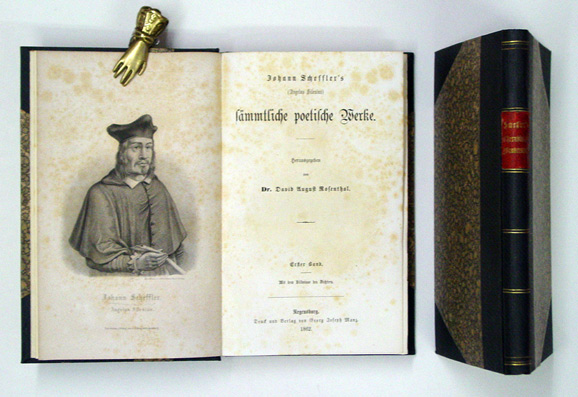 Johann Scheffler
Angelus Silesius
Johann Scheffler's
(Angelus Silesius)
sämmtliche poetische Werke.
Herausgegeben
von
Dr. David August Rosenthal.
Erster Band.
Mit dem Bildnisse des Dichters.
Regensburg.
Druck und Verlag von Georg Joseph Manz.
1862.